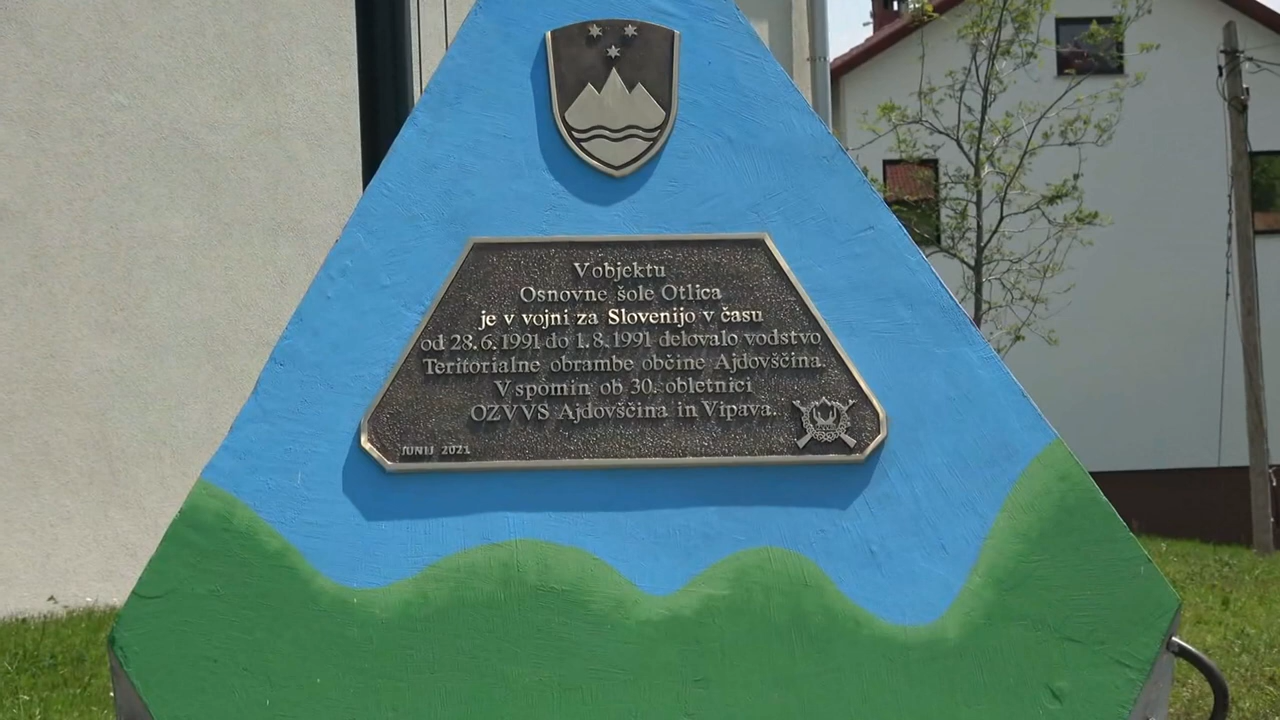 V objektu
Osnovne šole Otlica
je v vojni za Slovenijo v času
od 28.6.1991 do 1.8.1991 delovalo vodstvo
Teritorialne obrambe občine Ajdovščina.
V spomin ob 30. obletnici
OZVVS Ajdovščina in Vipava.
JUNIJ 2021